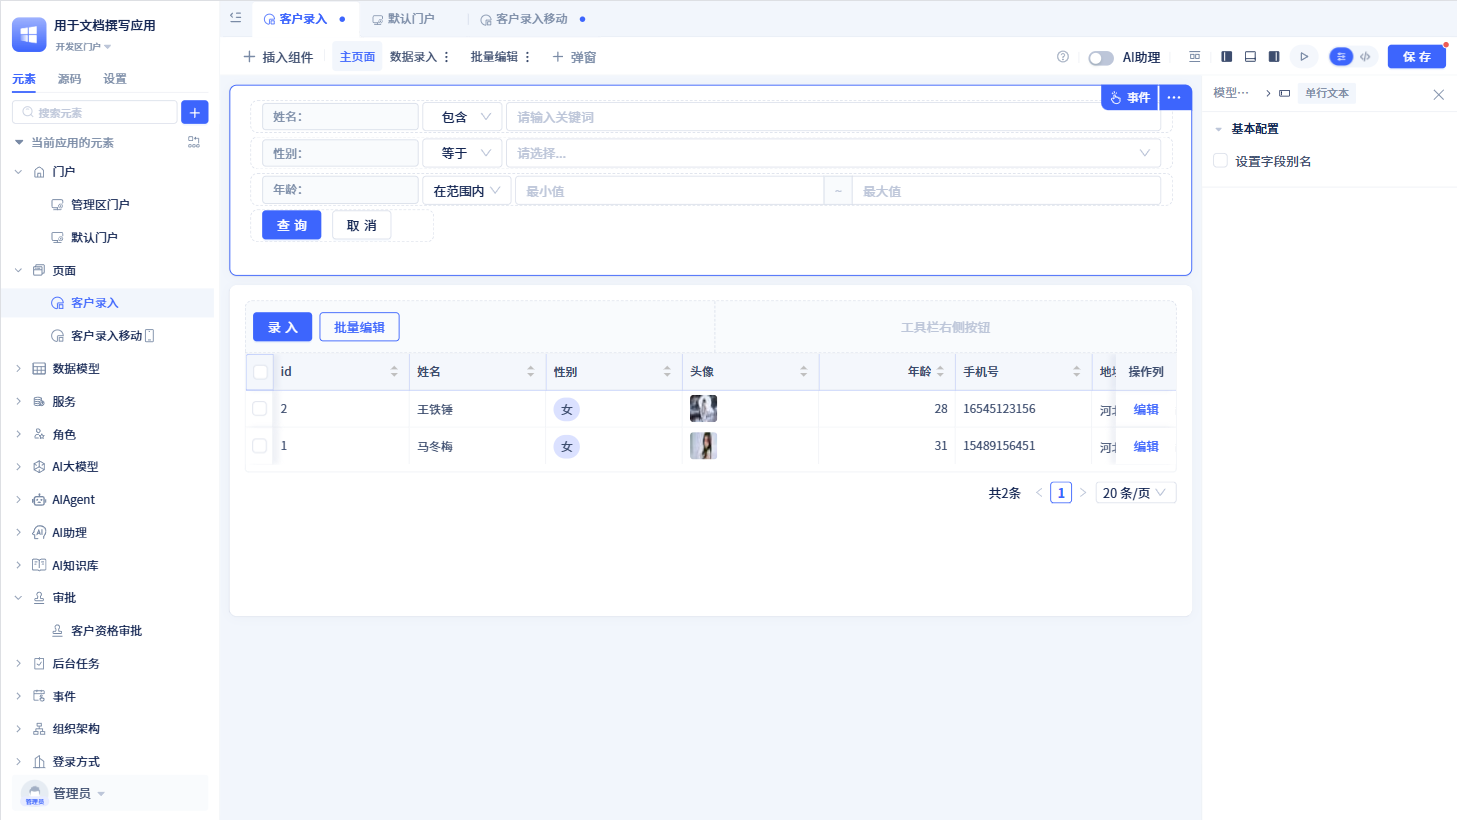 用于文档撰写应用
开发区门户
元素 源码 设置
搜索元素
当前应用的元素
门户
管理区门户
默认门户
页面
客户录入
客户录入移动
数据模型
服务
角色
AI大模型
AIAgent
AI助理
AI知识库
审批
客户资格审批
后台任务
事件
组织架构
登录方式
管理员
管理员
客户录入 默认门户 客户录入移动
插入组件 主页面 数据录入 批量编辑 弹窗 AI助理 保 存
事件
姓名: 包含 请输入关键词
性别: 等于 请选择...
年龄: 在范围内 最小值 ~ 最大值
查 询 取 消
录 入 批量编辑 工具栏右侧按钮
id 姓名 性别 头像 年龄 手机号 操作列
2 王铁锤 女 28 16545123156 编辑
1 马冬梅 女 31 15489156451 编辑
共2条 1 20 条/页
模型··· 单行文本
基本配置
设置字段别名